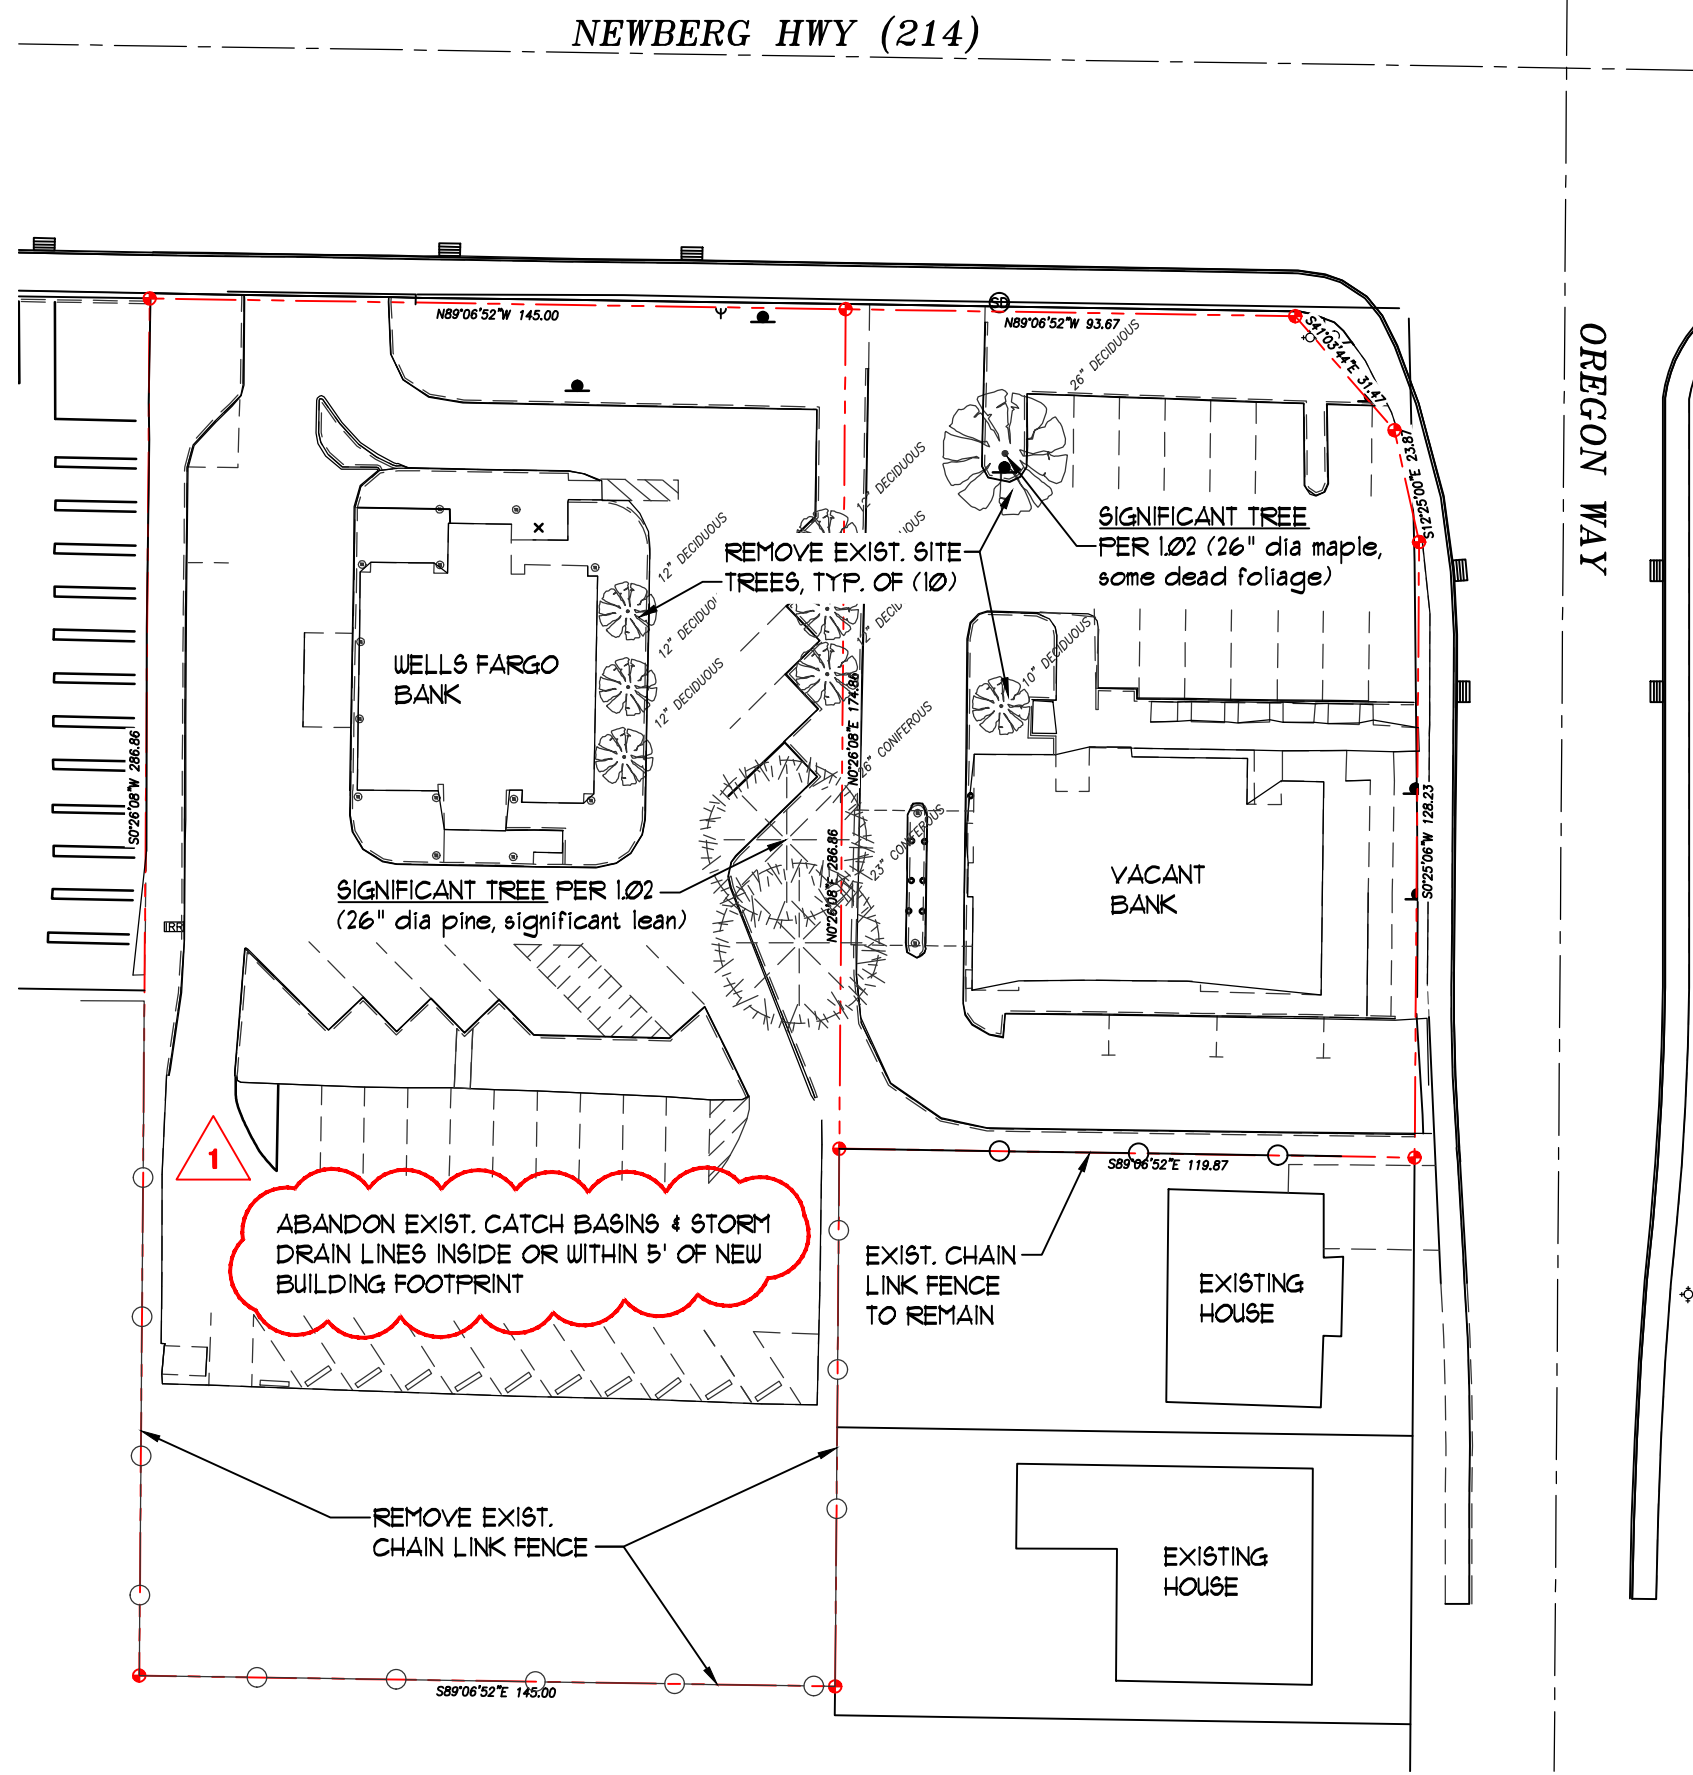 NEWBERG HWY (214)
OREGON WAY
N89°06'52"W 145.00
SD
N89°06'52"W 93.67
S41°03'44"E 31.47
26" DECIDUOUS
S12°25'00"E 23.87
12" DECIDUOUS
12" DECIDUOUS
REMOVE EXIST. SITE
TREES, TYP. OF (10)
SIGNIFICANT TREE
PER 1.02 (26" dia maple,
some dead foliage)
12" DECIDUOUS
10" DECIDUOUS
WELLS FARGO
BANK
N0°26'08"E 174.86
26" CONIFEROUS
S0°26'08"W 286.86
N0°26'08"E 286.86
23" CONIFEROUS
S0°25'06"W 128.23
SIGNIFICANT TREE PER 1.02
(26" dia pine, significant lean)
VACANT
BANK
RR
1
S89°06'52"E 119.87
ABANDON EXIST. CATCH BASINS & STORM
DRAIN LINES INSIDE OR WITHIN 5' OF NEW
BUILDING FOOTPRINT
EXIST. CHAIN
LINK FENCE
TO REMAIN
EXISTING
HOUSE
REMOVE EXIST.
CHAIN LINK FENCE
EXISTING
HOUSE
S89°06'52"E 145.00